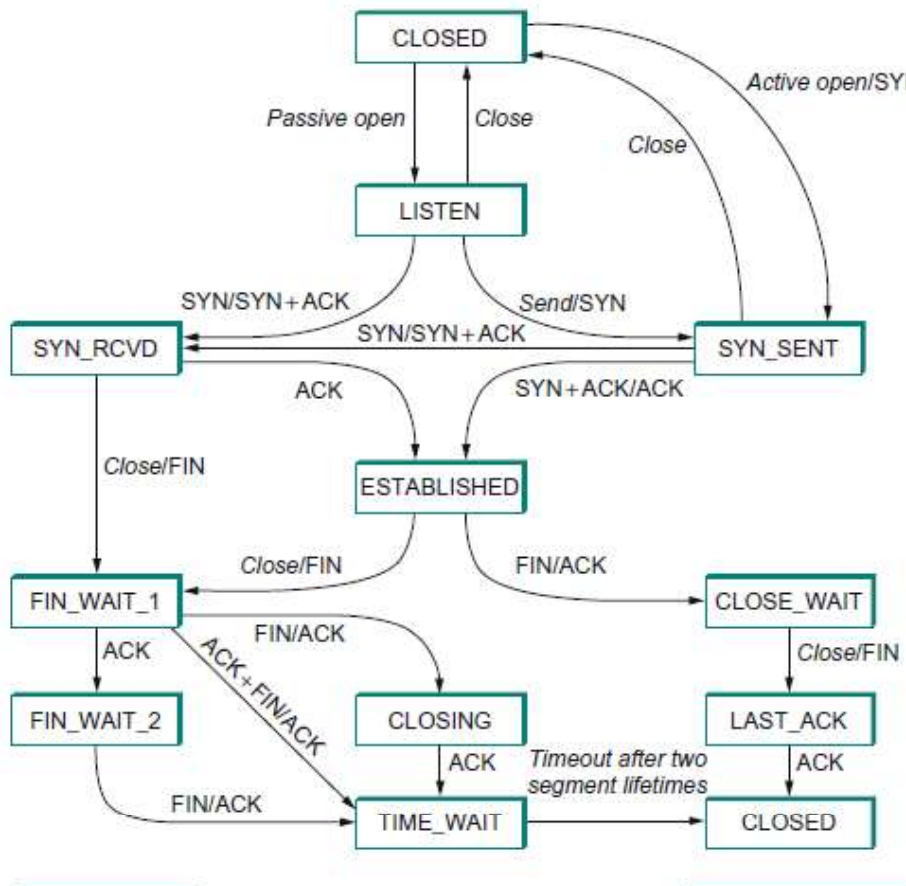 CLOSED
Active open/SY
Passive open
Close
Close
LISTEN
SYN/SYN + ACK
Send/SYN
SYN/SYN + ACK
SYN_RCVD
SYN_SENT
ACK
SYN + ACK/ACK
Close/FIN
ESTABLISHED
Close/FIN
FIN/ACK
FIN_WAIT_1
CLOSE_WAIT
FIN/ACK
ACK
ACK + FIN/ACK
Close/FIN
FIN_WAIT_2
CLOSING
LAST_ACK
ACK
Timeout after two
segment lifetimes
ACK
FIN/ACK
TIME_WAIT
CLOSED